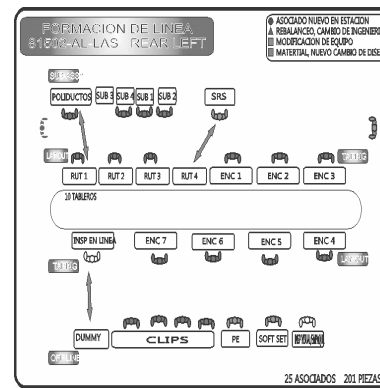 FORMACION DE LINEA
81503-AL-LAS REAR LEFT
ASOCIADO NUEVO EN ESTACION
REBALANCEO, CAMBIO DE INGENIERI
MODIFICACION DE EQUIPO
MATERTIAL, NUEVO CAMBIO DE DISE
POLIDUCTOS
SUB 3
SUB 4
SUB 1
SUB 2
SRS
RUT 1
RUT 2
RUT 3
RUT 4
ENC 1
ENC 2
ENC 3
10 TABLEROS
INSP EN LINEA
ENC 7
ENC 6
ENC 5
ENC 4
DUMMY
CLIPS
PE
SOFT SET
25 ASOCIADOS 201 PIEZAS